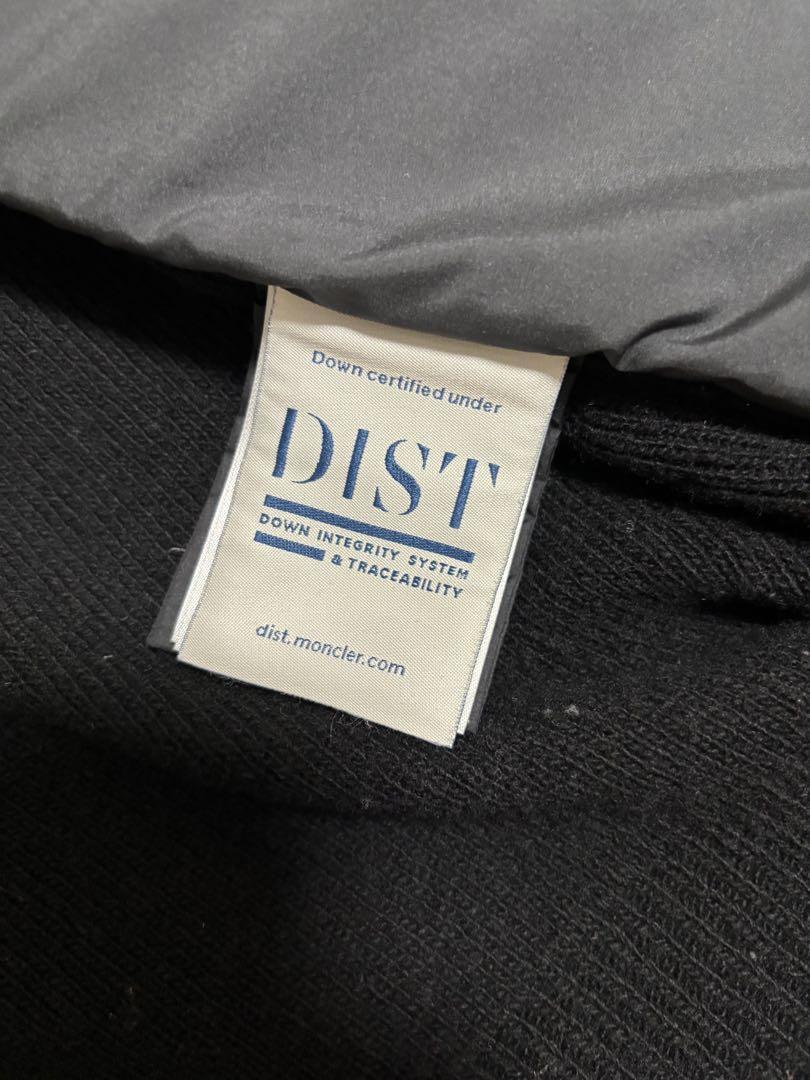 Down certified under
DIST
DOWN INTEGRITY SYSTEM
& TRACEABILITY
dist.moncler.com